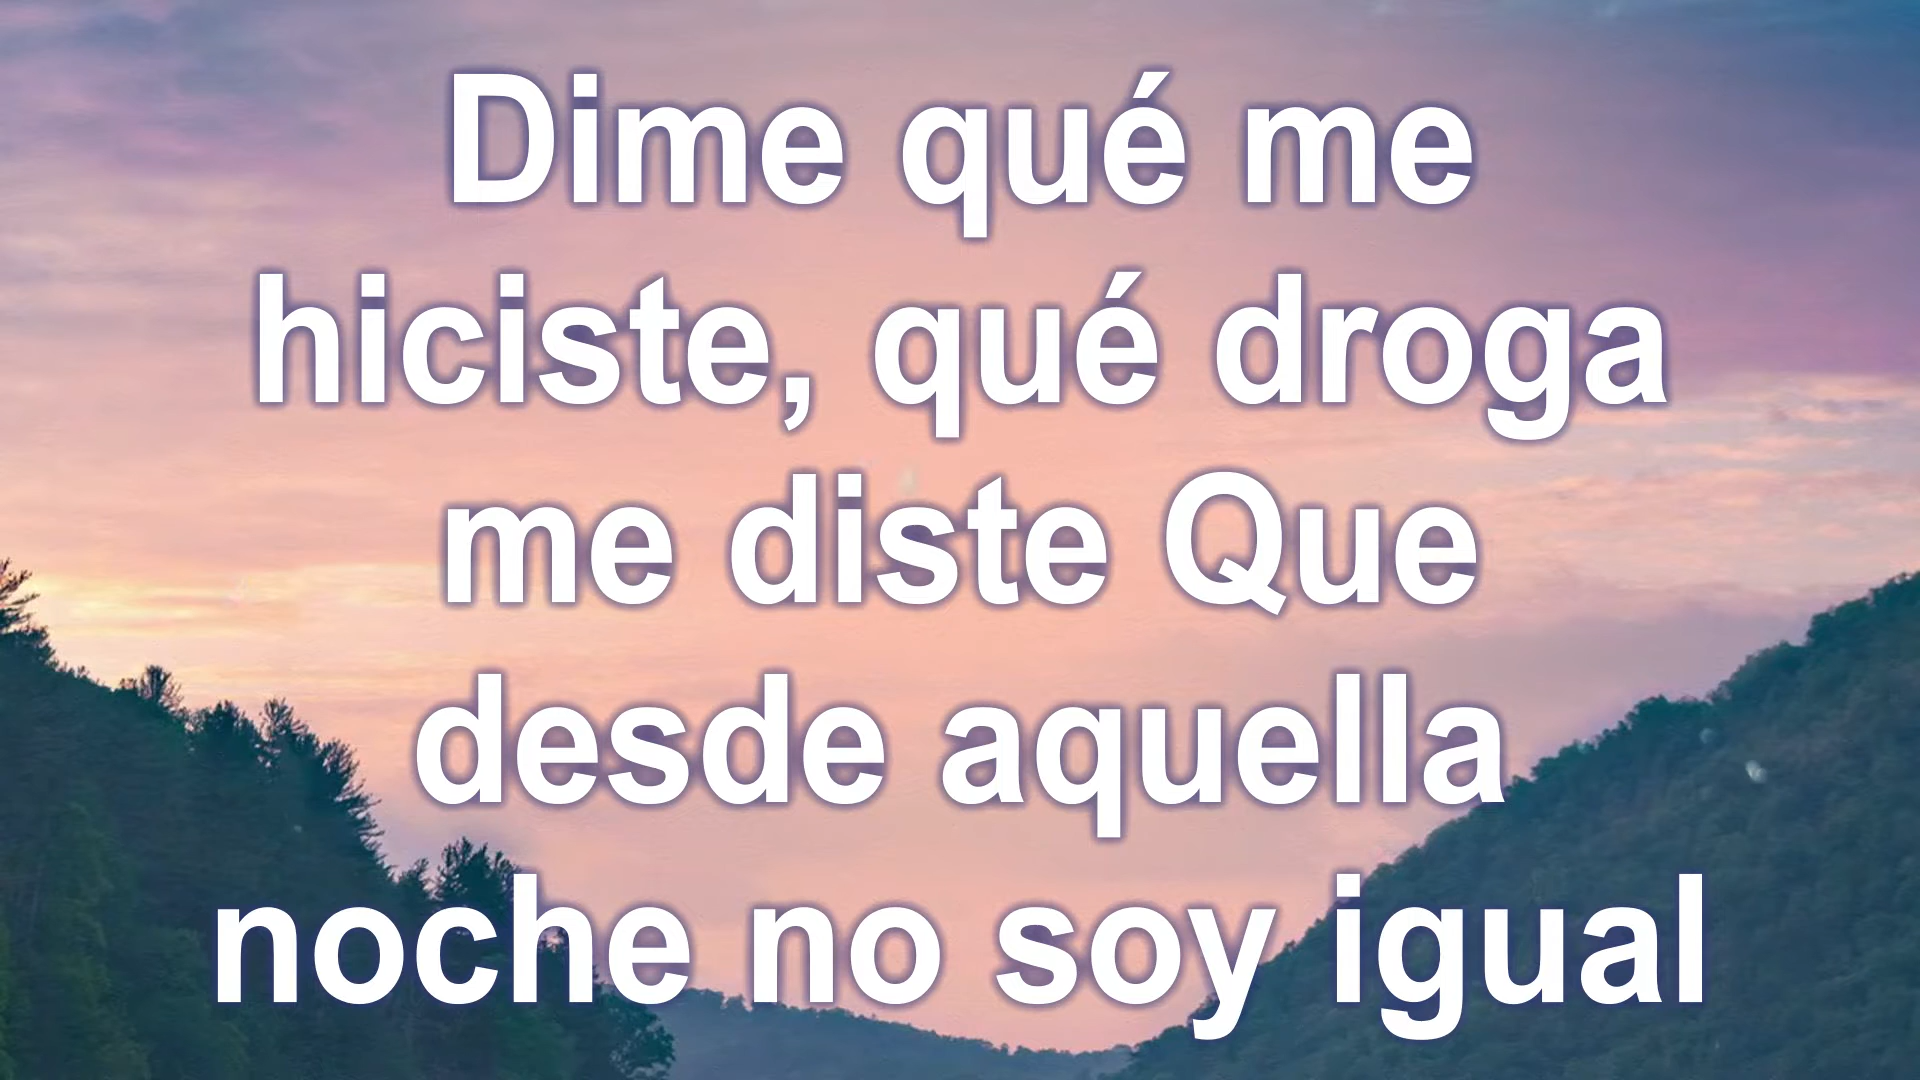 Dime qué me
hiciste, qué droga
me diste Que
desde aquella
noche no soy igual